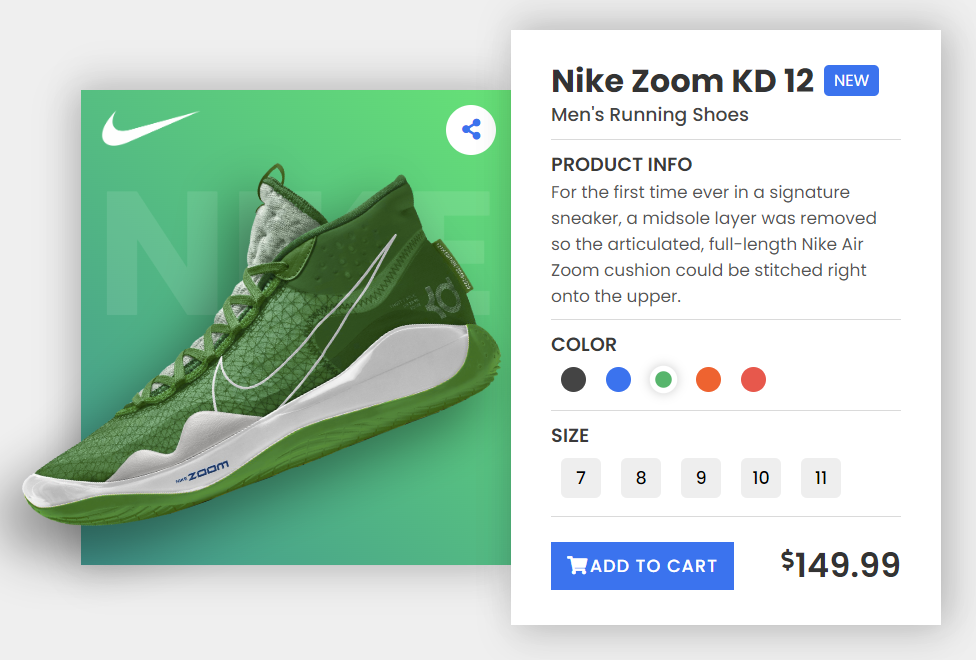 NIKE
NIKE ZOOM
Nike Zoom KD 12 NEW
Men's Running Shoes
PRODUCT INFO
For the first time ever in a signature
sneaker, a midsole layer was removed
so the articulated, full-length Nike Air
Zoom cushion could be stitched right
onto the upper.
COLOR
SIZE
7 8 9 10 11
ADD TO CART $149.99